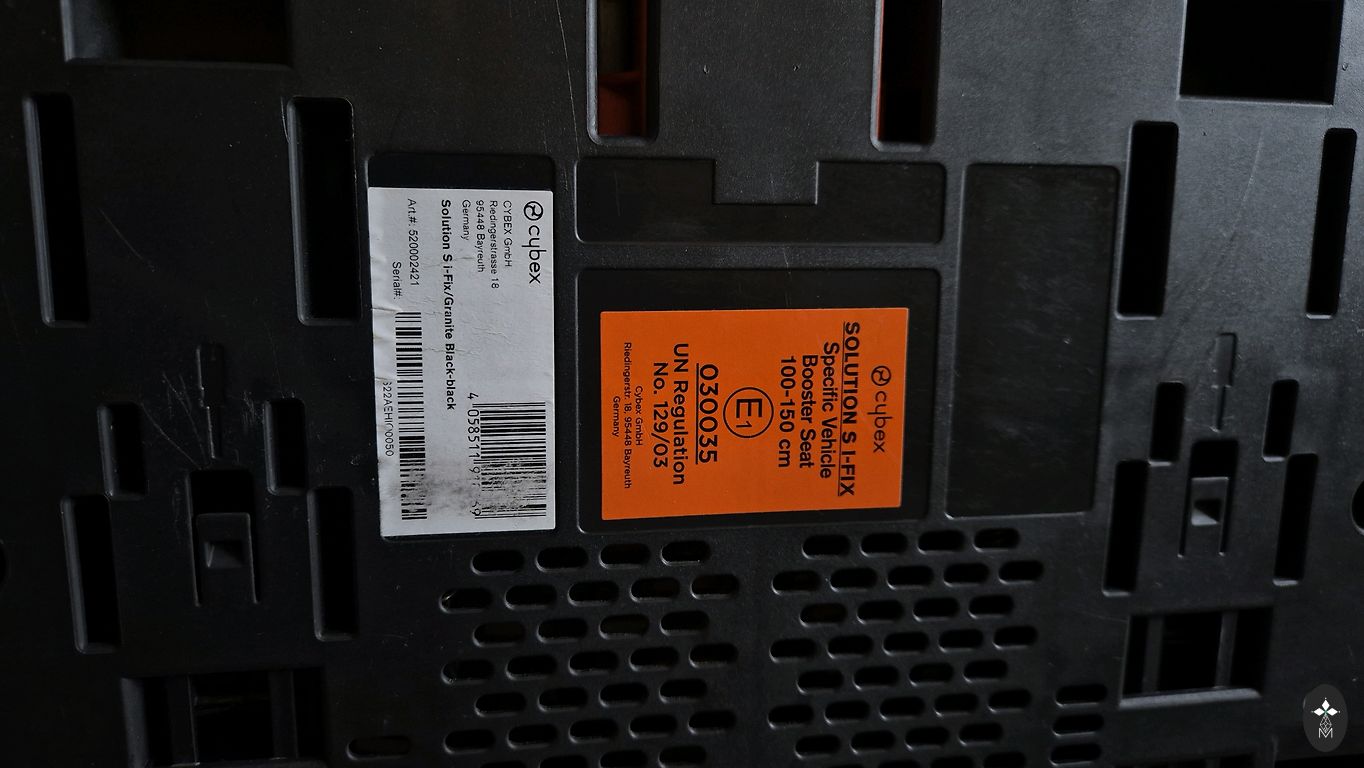 cybex
CYBEX GmbH
Riedingerstrasse 18
95448 Bayreuth
Germany
Solution S i-Fix/Granite Black-black
Art.#: 520002421
Serial#:
cybex
SOLUTION S I-FIX
Specific Vehicle
Booster Seat
100-150 cm
E1
030035
UN Regulation
No. 129/03
Cybex GmbH
Riedingerstr. 18, 95448 Bayreuth
Germany
M